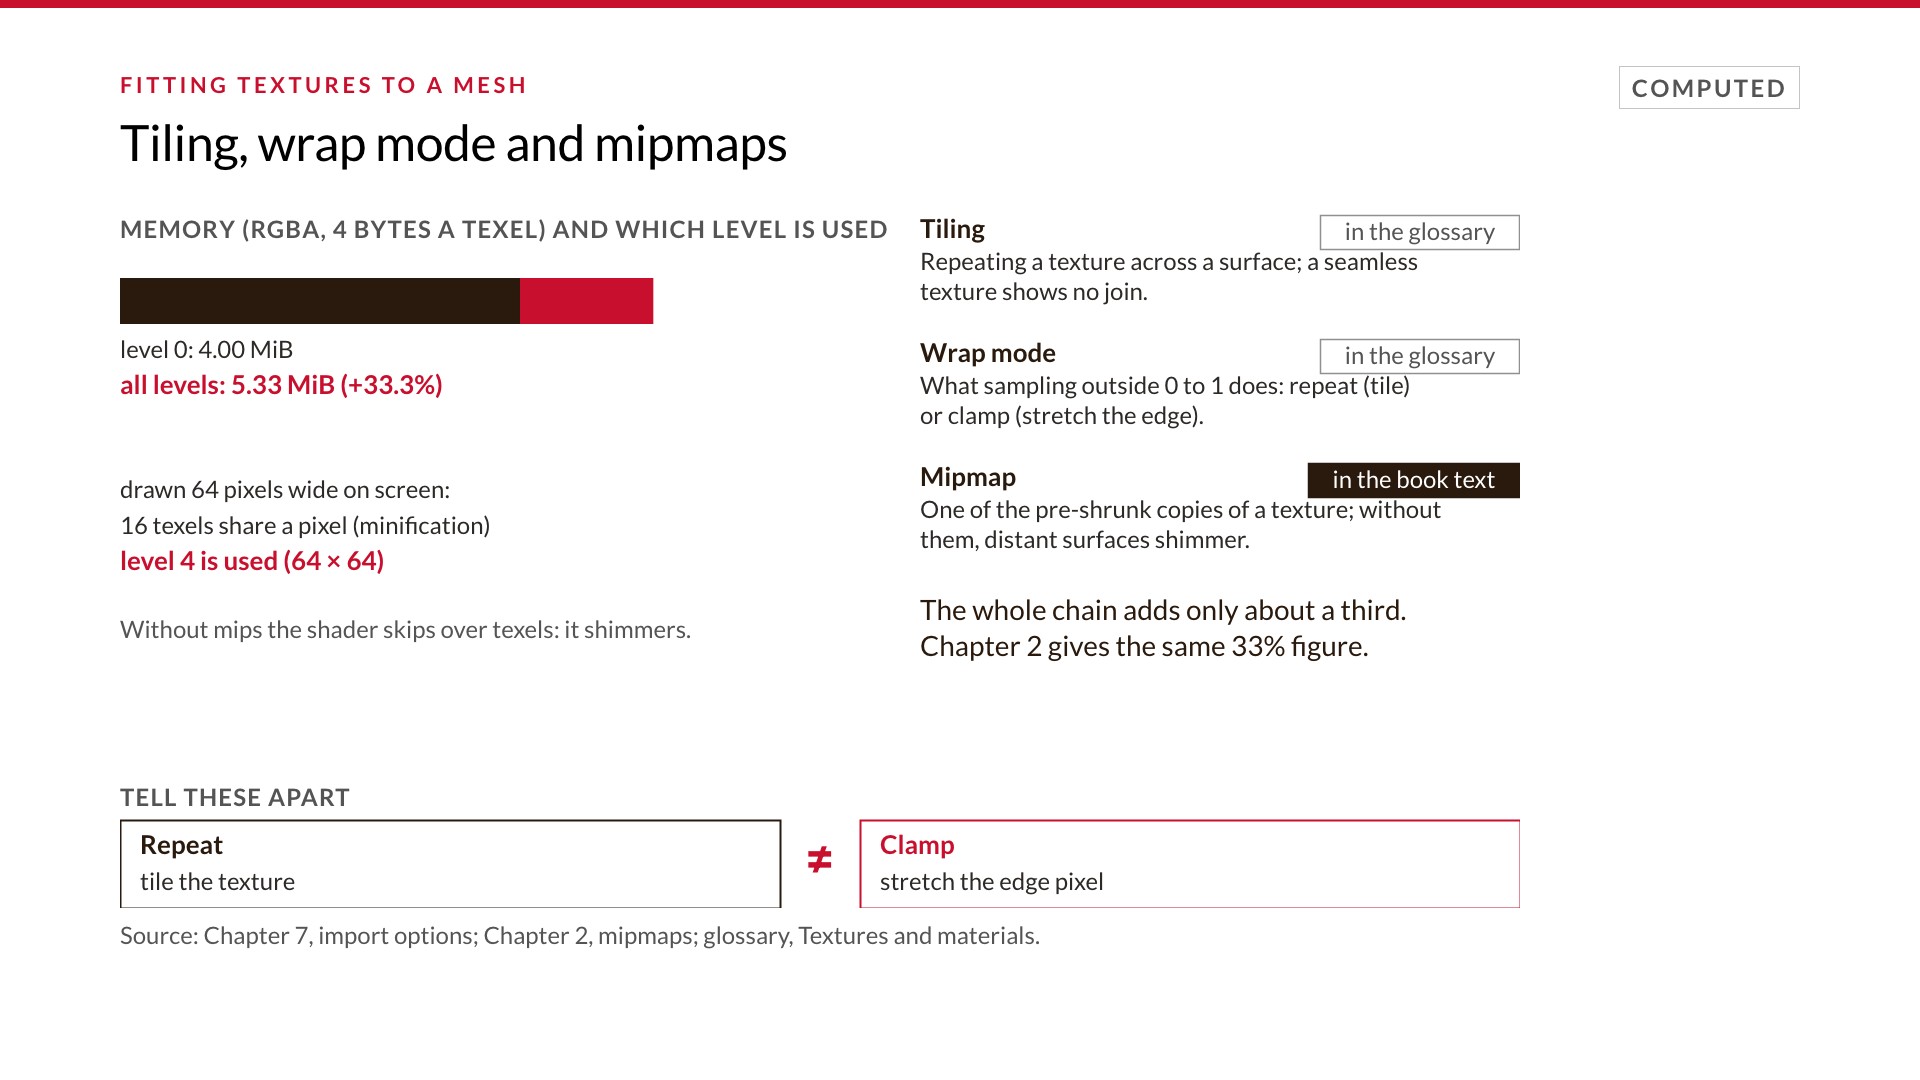 FITTING TEXTURES TO A MESH
COMPUTED
Tiling, wrap mode and mipmaps
MEMORY (RGBA, 4 BYTES A TEXEL) AND WHICH LEVEL IS USED
level 0: 4.00 MiB
all levels: 5.33 MiB (+33.3%)
drawn 64 pixels wide on screen:
16 texels share a pixel (minification)
level 4 is used (64 × 64)
Without mips the shader skips over texels: it shimmers.
Tiling
in the glossary
Repeating a texture across a surface; a seamless
texture shows no join.
Wrap mode
in the glossary
What sampling outside 0 to 1 does: repeat (tile)
or clamp (stretch the edge).
Mipmap
in the book text
One of the pre-shrunk copies of a texture; without
them, distant surfaces shimmer.
The whole chain adds only about a third.
Chapter 2 gives the same 33% figure.
TELL THESE APART
Repeat
tile the texture
≠
Clamp
stretch the edge pixel
Source: Chapter 7, import options; Chapter 2, mipmaps; glossary, Textures and materials.